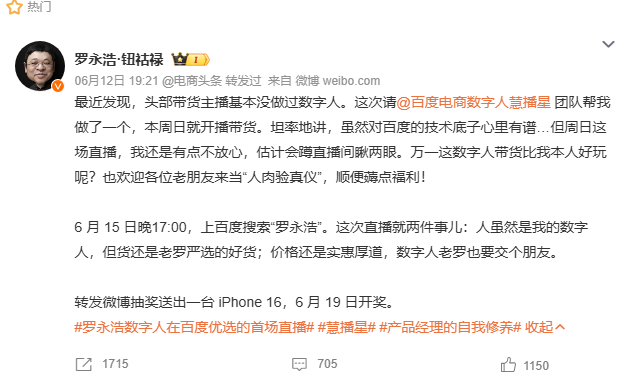 热门
罗永浩·钮祜禄
06月12日 19:21 @电商头条 转发过 来自 微博 weibo.com
最近发现，头部带货主播基本没做过数字人。这次请@百度电商数字人慧播星 团队帮我
做了一个，本周日就开播带货。坦率地讲，虽然对百度的技术底子心里有谱...但周日这
场直播，我还是有点不放心，估计会蹲直播间瞅两眼。万一这数字人带货比我本人好玩
呢？也欢迎各位老朋友来当“人肉验真仪”，顺便薅点福利！
6 月 15 日晚17:00，上百度搜索“罗永浩”。这次直播就两件事儿：人虽然是我的数字
人，但货还是老罗严选的好货；价格还是实惠厚道，数字人老罗也要交个朋友。
转发微博抽奖送出一台 iPhone 16，6 月 19 日开奖。
#罗永浩数字人在百度优选的首场直播# #慧播星# #产品经理的自我修养# 收起
1715
705
1150